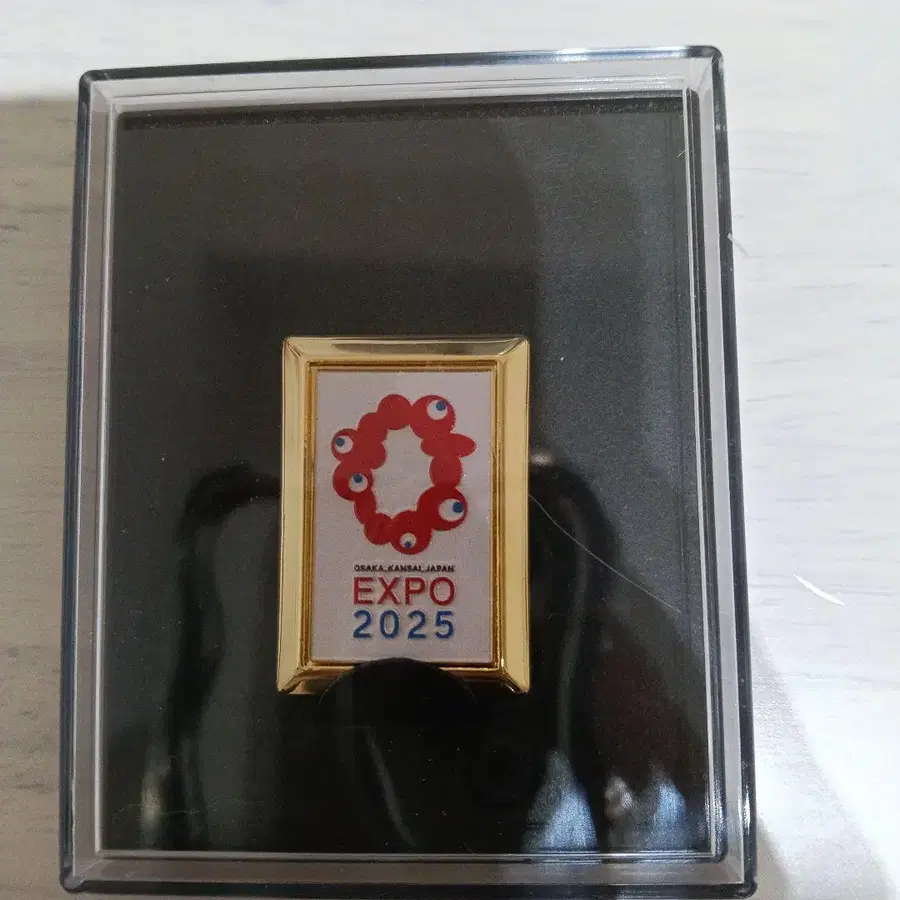 OSAKA, KANSAI, JAPAN
EXPO
2025